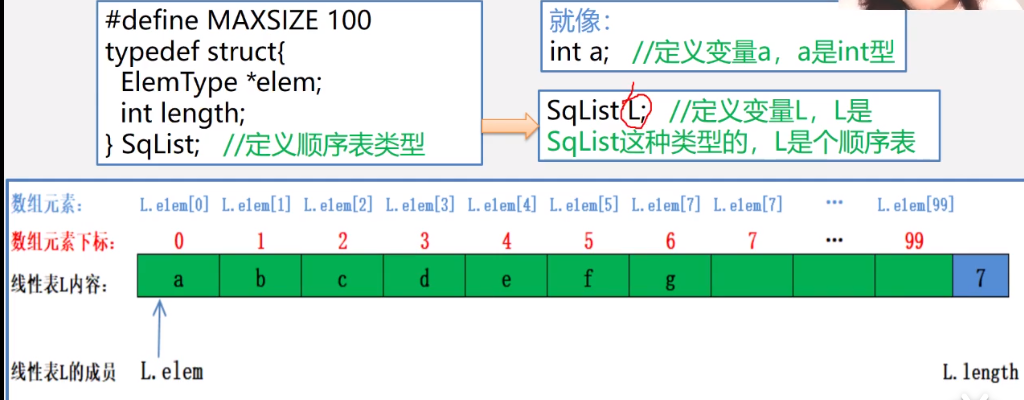 #define MAXSIZE 100
typedef struct{
ElemType *elem;
int length;
} SqList; //定义顺序表类型
就像:
int a; //定义变量a，a是int型
SqList L; //定义变量L，L是
SqList这种类型的，L是个顺序表
数组元素: L.elem[0] L.elem[1] L.elem[2] L.elem[3] L.elem[4] L.elem[5] L.elem[7] L.elem[7] … L.elem[99]
数组元素下标: 0 1 2 3 4 5 6 7 … 99
线性表L内容: a b c d e f g 7
线性表L的成员 L.elem L.length